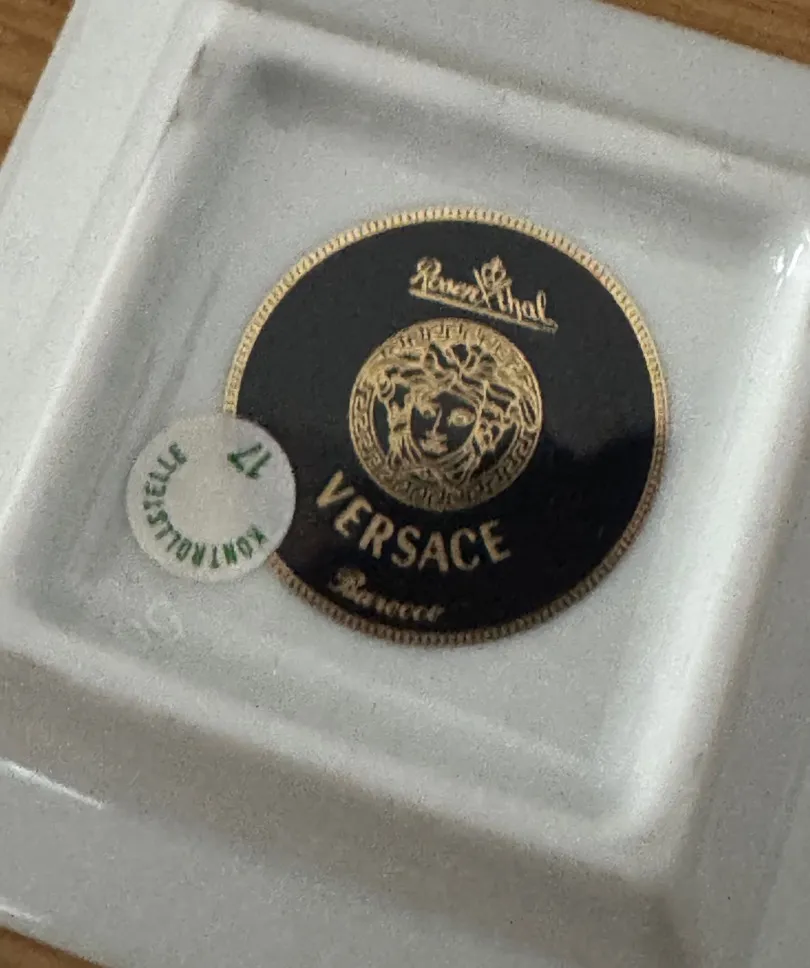 Rosenthal
VERSACE
Barocco
17
KONTROLLSTELLE